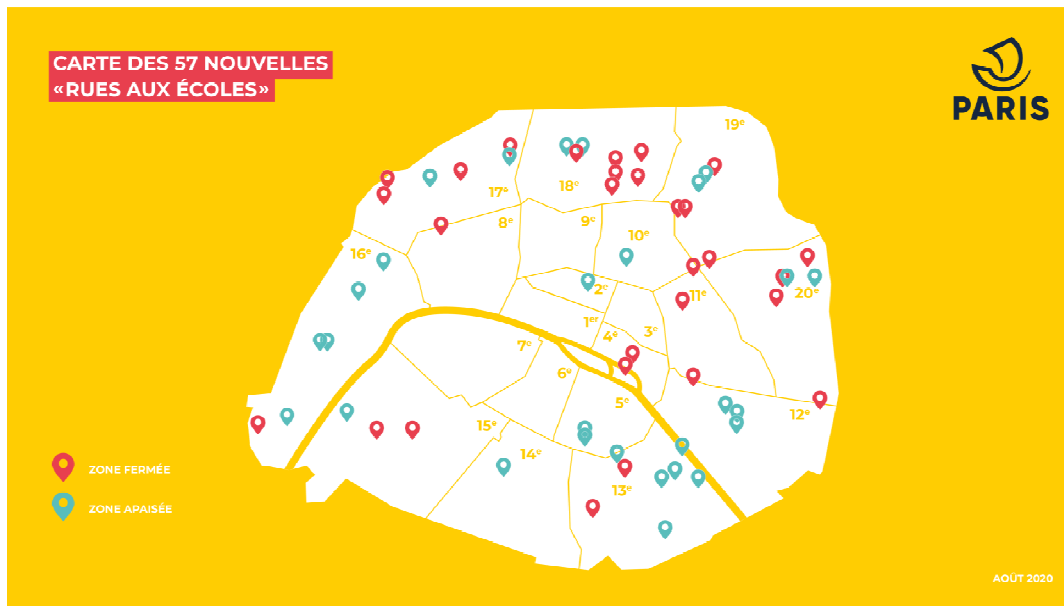 CARTE DES 57 NOUVELLES
«RUES AUX ÉCOLES»
PARIS
19e
18e
17e
8e
9e
10e
16e
2e
11e
20e
1er
4e
3e
7e
6e
5e
12e
15e
14e
13e
ZONE FERMÉE
ZONE APAISÉE
AOÛT 2020